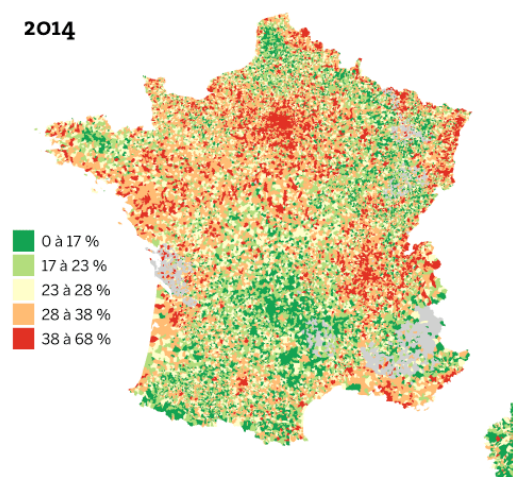 2014
0 à 17 %
17 à 23 %
23 à 28 %
28 à 38 %
38 à 68 %